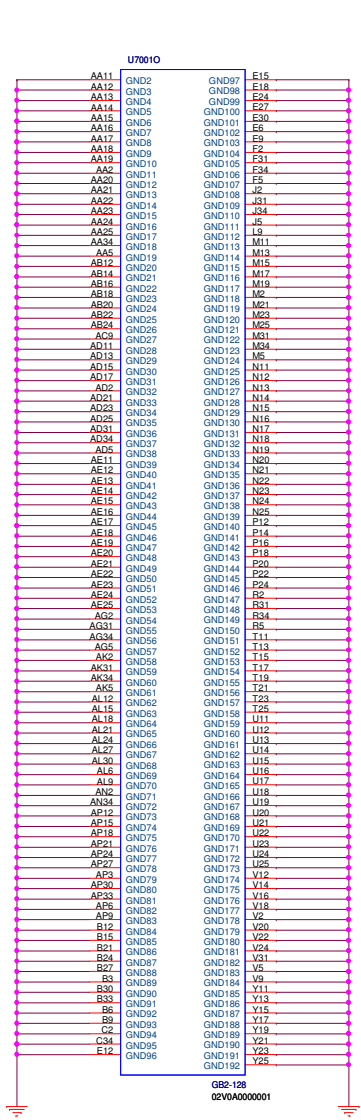 U7001O
AA11 GND2 GND97 E15
AA12 GND3 GND98 E18
AA13 GND4 GND99 E24
AA14 GND5 GND100 E27
AA15 GND6 GND101 E30
AA16 GND7 GND102 E6
AA17 GND8 GND103 E9
AA18 GND9 GND104 F2
AA19 GND10 GND105 F31
AA2 GND11 GND106 F34
AA20 GND12 GND107 F5
AA21 GND13 GND108 J2
AA22 GND14 GND109 J31
AA23 GND15 GND110 J34
AA24 GND16 GND111 J5
AA25 GND17 GND112 L9
AA34 GND18 GND113 M11
AA5 GND19 GND114 M13
AB12 GND20 GND115 M15
AB14 GND21 GND116 M17
AB16 GND22 GND117 M19
AB18 GND23 GND118 M2
AB20 GND24 GND119 M21
AB22 GND25 GND120 M23
AB24 GND26 GND121 M25
AC9 GND27 GND122 M31
AD11 GND28 GND123 M34
AD13 GND29 GND124 M5
AD15 GND30 GND125 N11
AD17 GND31 GND126 N12
AD2 GND32 GND127 N13
AD21 GND33 GND128 N14
AD23 GND34 GND129 N15
AD25 GND35 GND130 N16
AD31 GND36 GND131 N17
AD34 GND37 GND132 N18
AD5 GND38 GND133 N19
AE11 GND39 GND134 N20
AE12 GND40 GND135 N21
AE13 GND41 GND136 N22
AE14 GND42 GND137 N23
AE15 GND43 GND138 N24
AE16 GND44 GND139 N25
AE17 GND45 GND140 P12
AE18 GND46 GND141 P14
AE19 GND47 GND142 P16
AE20 GND48 GND143 P18
AE21 GND49 GND144 P20
AE22 GND50 GND145 P22
AE23 GND51 GND146 P24
AE24 GND52 GND147 R2
AE25 GND53 GND148 R31
AG2 GND54 GND149 R34
AG31 GND55 GND150 R5
AG34 GND56 GND151 T11
AG5 GND57 GND152 T13
AK2 GND58 GND153 T15
AK31 GND59 GND154 T17
AK34 GND60 GND155 T19
AK5 GND61 GND156 T21
AL12 GND62 GND157 T23
AL15 GND63 GND158 T25
AL18 GND64 GND159 U11
AL21 GND65 GND160 U12
AL24 GND66 GND161 U13
AL27 GND67 GND162 U14
AL30 GND68 GND163 U15
AL6 GND69 GND164 U16
AL9 GND70 GND165 U17
AN2 GND71 GND166 U18
AN34 GND72 GND167 U19
AP12 GND73 GND168 U20
AP15 GND74 GND169 U21
AP18 GND75 GND170 U22
AP21 GND76 GND171 U23
AP24 GND77 GND172 U24
AP27 GND78 GND173 U25
AP3 GND79 GND174 V12
AP30 GND80 GND175 V14
AP33 GND81 GND176 V16
AP6 GND82 GND177 V18
AP9 GND83 GND178 V2
B12 GND84 GND179 V20
B15 GND85 GND180 V22
B21 GND86 GND181 V24
B24 GND87 GND182 V31
B27 GND88 GND183 V5
B3 GND89 GND184 V9
B30 GND90 GND185 Y11
B33 GND91 GND186 Y13
B6 GND92 GND187 Y15
B9 GND93 GND188 Y17
C2 GND94 GND189 Y19
C34 GND95 GND190 Y21
E12 GND96 GND191 Y23
GND192 Y25
GB2-128
02V0A0000001